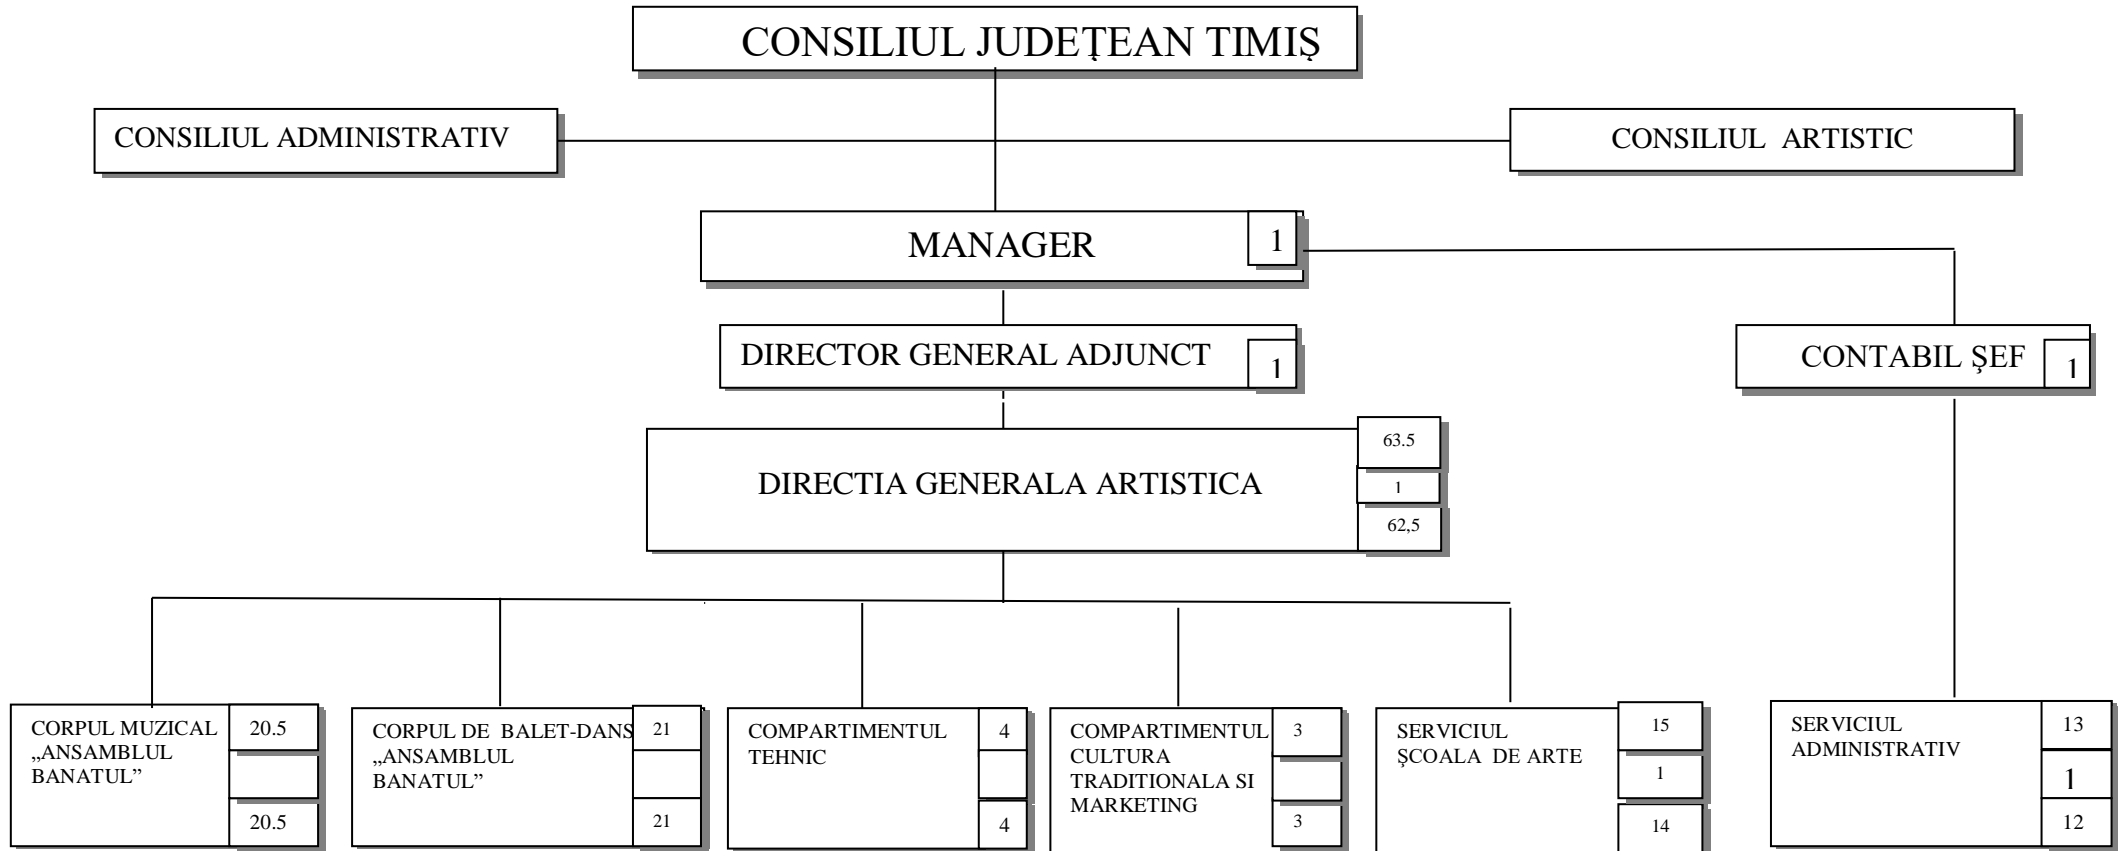 CONSILIUL JUDEŢEAN TIMIŞ
CONSILIUL ADMINISTRATIV
CONSILIUL ARTISTIC
MANAGER
1
DIRECTOR GENERAL ADJUNCT
1
CONTABIL ŞEF
1
DIRECTIA GENERALA ARTISTICA
63.5
1
62,5
CORPUL MUZICAL
„ANSAMBLUL
BANATUL”
20.5
20.5
CORPUL DE BALET-DANS
„ANSAMBLUL
BANATUL”
21
21
COMPARTIMENTUL
TEHNIC
4
4
COMPARTIMENTUL
CULTURA
TRADITIONALA SI
MARKETING
3
3
SERVICIUL
ŞCOALA DE ARTE
15
1
14
SERVICIUL
ADMINISTRATIV
13
1
12